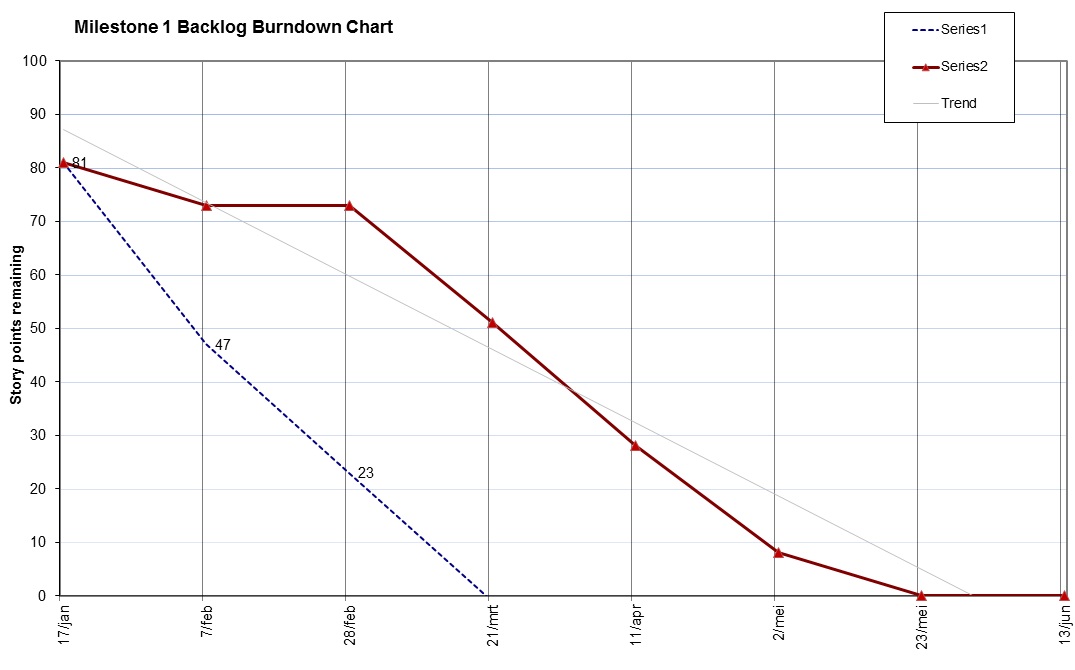 Milestone 1 Backlog Burndown Chart
Series1
Series2
Trend
Story points remaining
100
90
80
70
60
50
40
30
20
10
0
81
47
23
17/jan
7/feb
28/feb
21/mrt
11/apr
2/mei
23/mei
13/jun